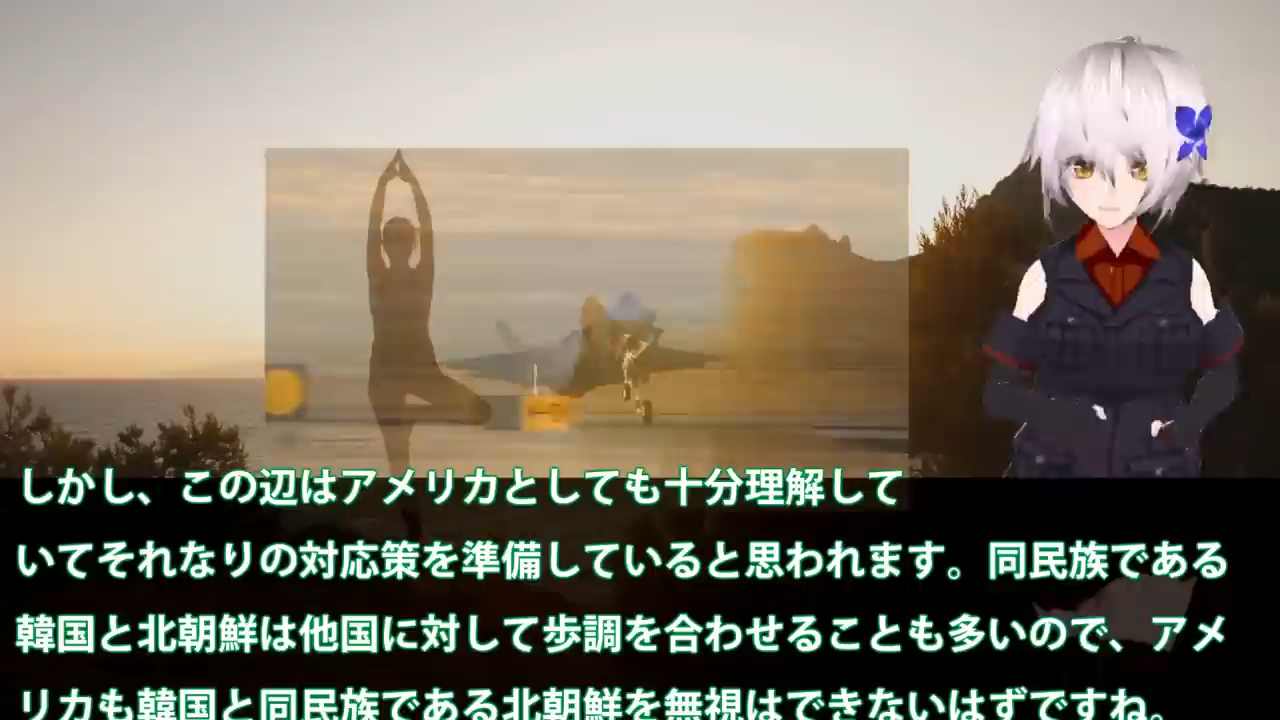 しかし、この辺はアメリカとしても十分理解して
いてそれなりの対応策を準備していると思われます。同民族である
韓国と北朝鮮は他国に対して歩調を合わせることも多いので、アメ
リカも韓国と同民族である北朝鮮を無視はできないはずですね。